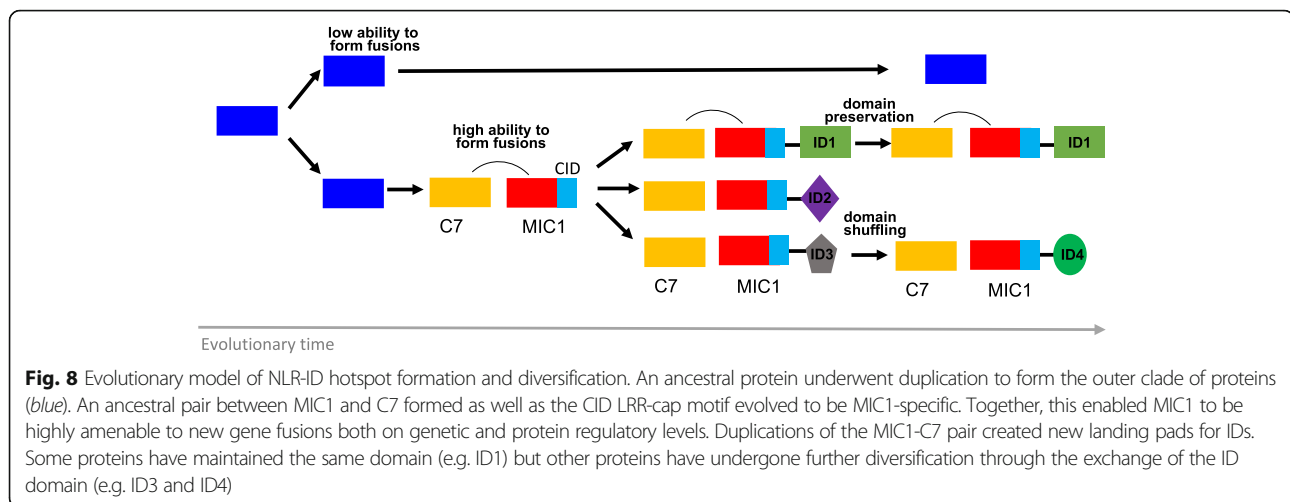 low ability to
form fusions
high ability to
form fusions
CID
C7
MIC1
ID1
domain
preservation
ID1
ID2
ID3
domain
shuffling
ID4
C7
MIC1
C7
MIC1
Evolutionary time
Fig. 8 Evolutionary model of NLR-ID hotspot formation and diversification. An ancestral protein underwent duplication to form the outer clade of proteins
(blue). An ancestral pair between MIC1 and C7 formed as well as the CID LRR-cap motif evolved to be MIC1-specific. Together, this enabled MIC1 to be
highly amenable to new gene fusions both on genetic and protein regulatory levels. Duplications of the MIC1-C7 pair created new landing pads for IDs.
Some proteins have maintained the same domain (e.g. ID1) but other proteins have undergone further diversification through the exchange of the ID
domain (e.g. ID3 and ID4)